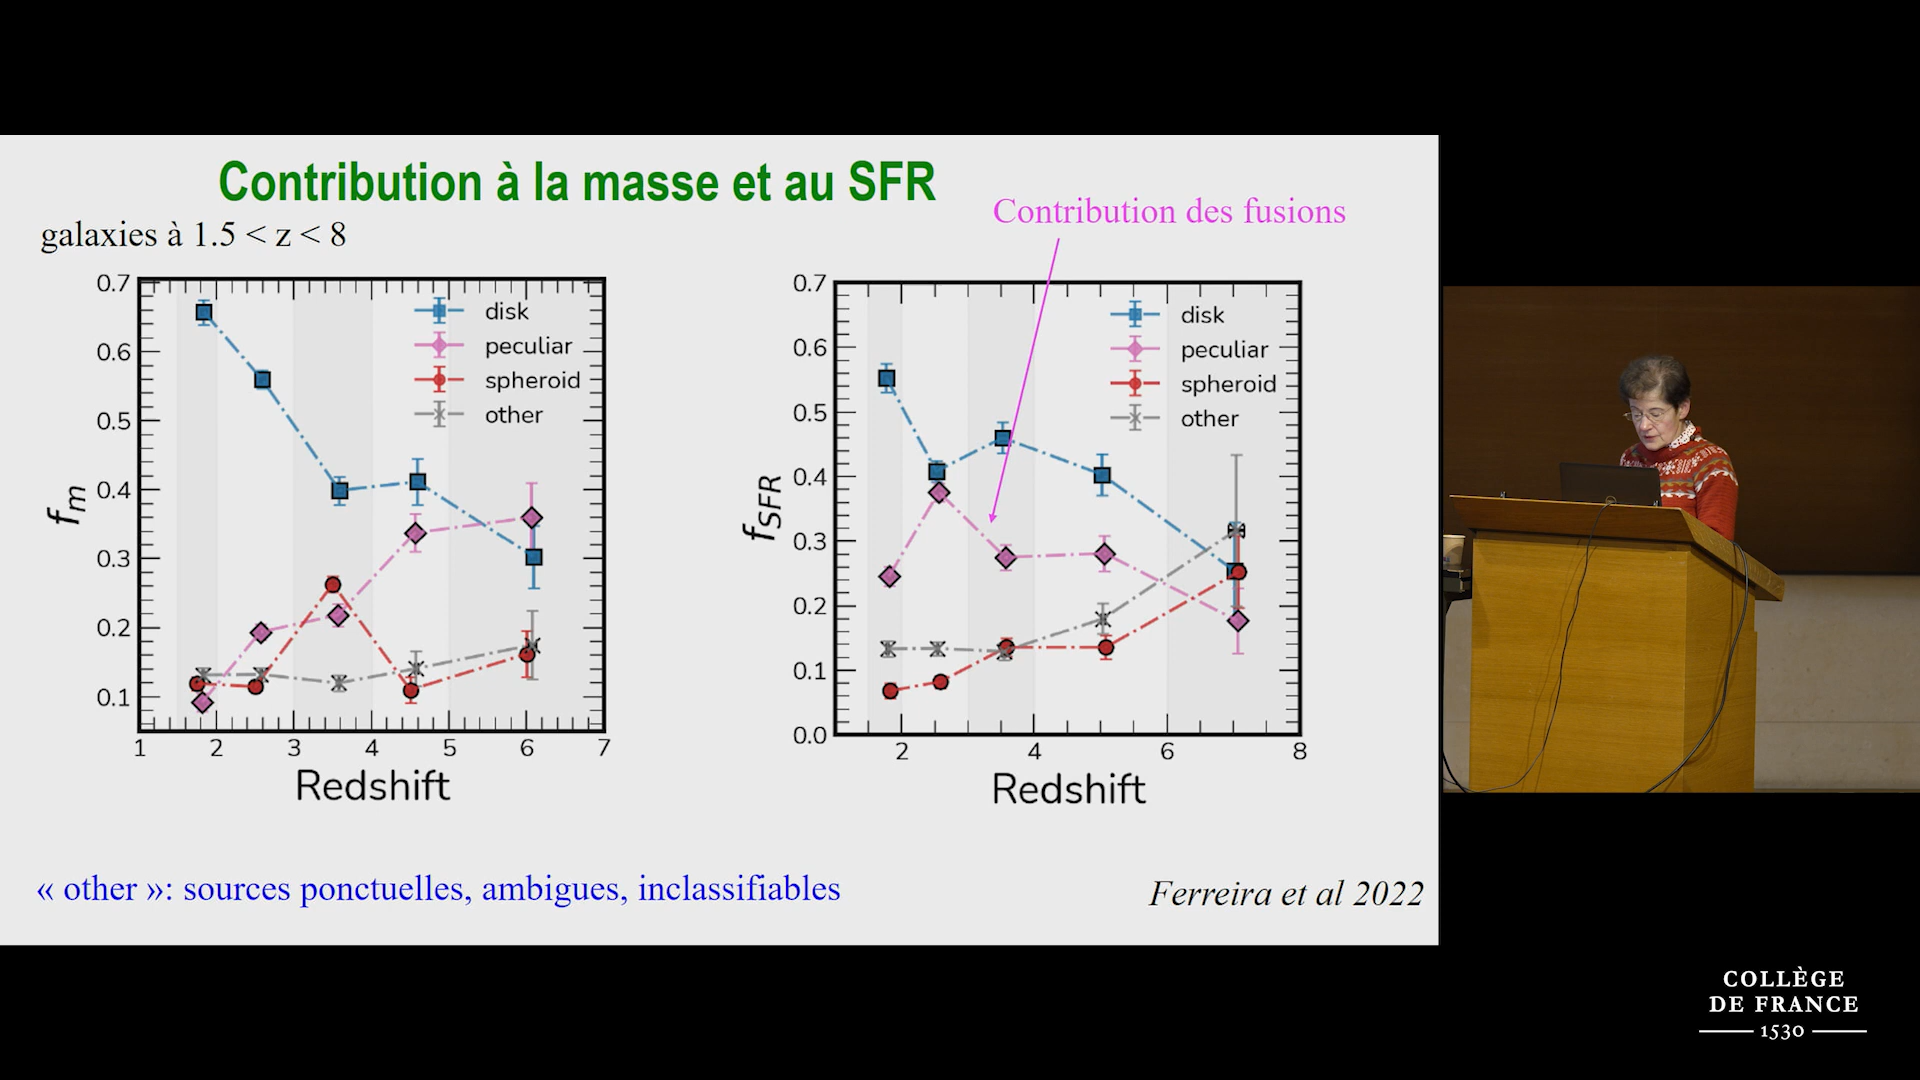 Contribution à la masse et au SFR
Contribution des fusions
galaxies à 1.5 < z < 8
0.7
0.6
0.5
0.4
0.3
0.2
0.1
fm
1 2 3 4 5 6 7
Redshift
disk
peculiar
spheroid
other
0.7
0.6
0.5
0.4
0.3
0.2
0.1
0.0
fSFR
2 4 6 8
Redshift
disk
peculiar
spheroid
other
« other »: sources ponctuelles, ambigues, inclassifiables
Ferreira et al 2022
COLLÈGE
DE FRANCE
1530